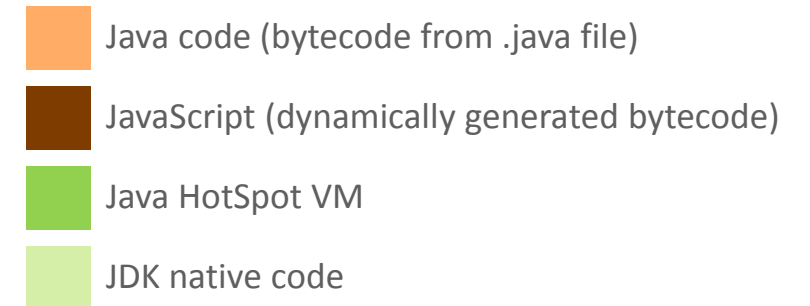 Java code (bytecode from .java file)
JavaScript (dynamically generated bytecode)
Java HotSpot VM
JDK native code